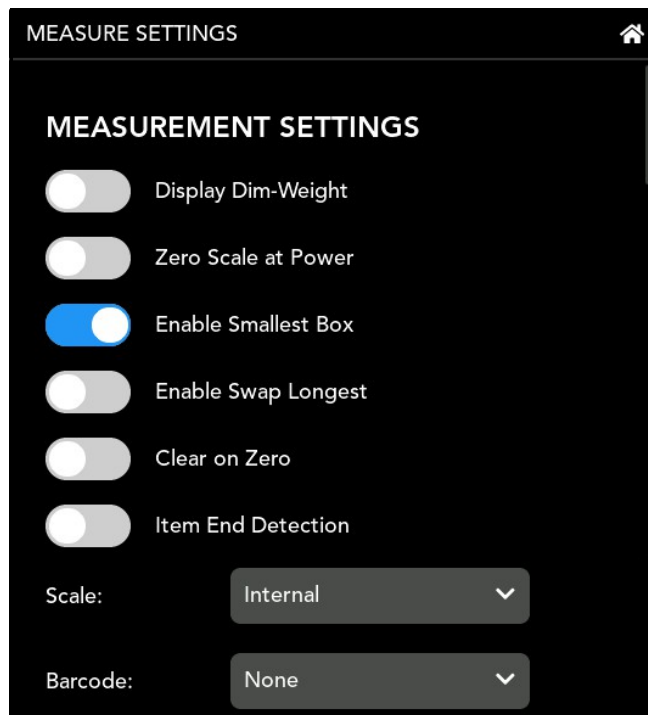 MEASURE SETTINGS
MEASUREMENT SETTINGS
Display Dim-Weight
Zero Scale at Power
Enable Smallest Box
Enable Swap Longest
Clear on Zero
Item End Detection
Scale: Internal
Barcode: None